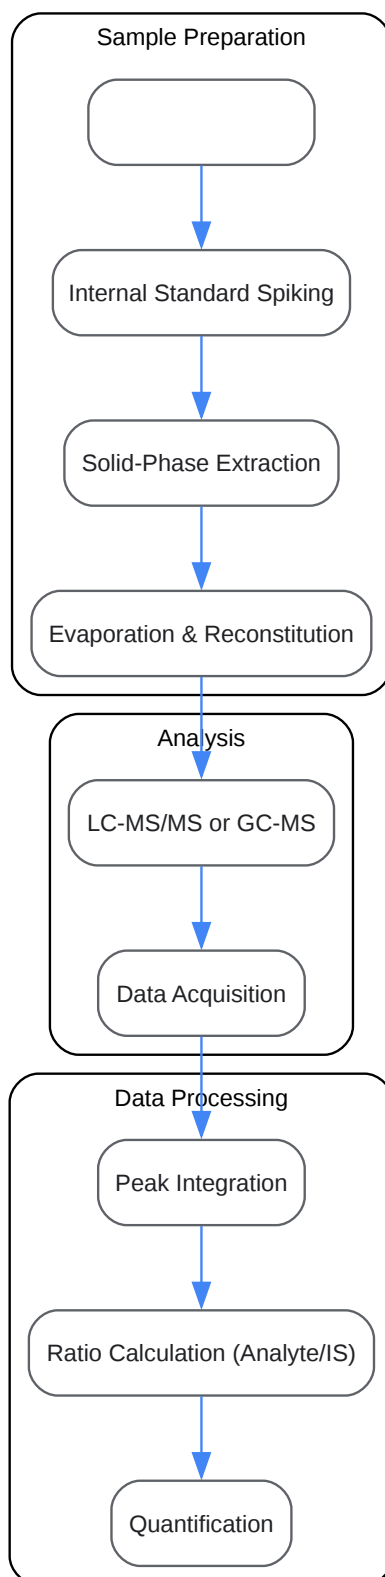 Sample Preparation
Internal Standard Spiking
Solid-Phase Extraction
Evaporation & Reconstitution
Analysis
LC-MS/MS or GC-MS
Data Acquisition
Data Processing
Peak Integration
Ratio Calculation (Analyte/IS)
Quantification